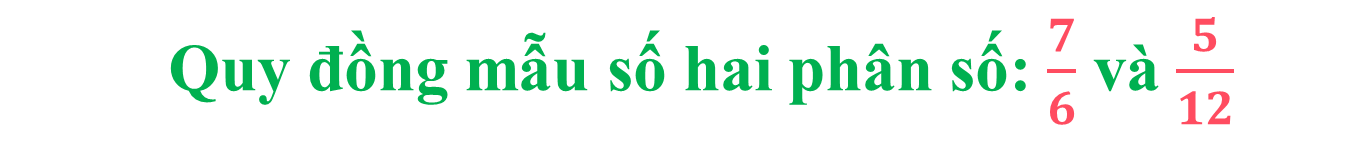 Quy đồng mẫu số hai phân số: 7/6 và 5/12